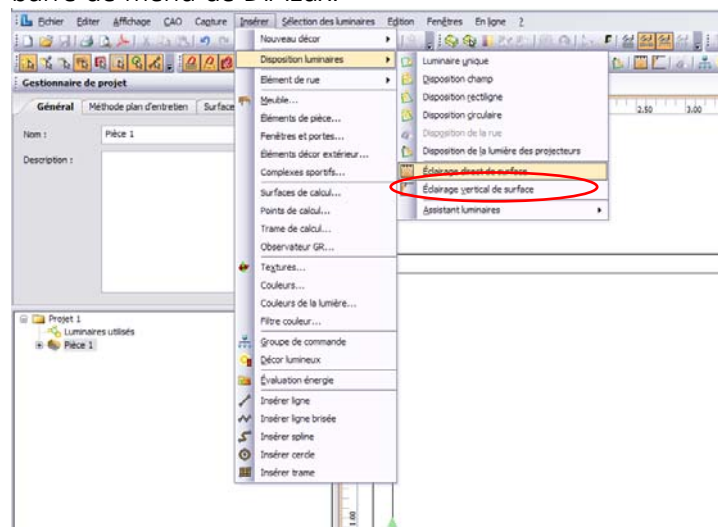 barre de menu de DIALux.
Fichier Editer Affichage CAO Capture Insérer Sélection des luminaires Edition Fenêtres En ligne ?
Gestionnaire de projet
Général Méthode plan d'entretien Surface
Nom : Pièce 1
Description :
Projet 1
Luminaires utilisés
Pièce 1
Nouveau décor
Disposition luminaires
Elément de rue
Meuble...
Eléments de pièce...
Fenêtres et portes...
Eléments décor extérieur...
Complexes sportifs...
Surfaces de calcul...
Points de calcul...
Trame de calcul...
Observateur GR...
Textures...
Couleurs...
Couleurs de la lumière...
Filtre couleur...
Groupe de commande
Décor lumineux
Évaluation énergie
Insérer ligne
Insérer ligne brisée
Insérer spline
Insérer cercle
Insérer trame
Luminaire unique
Disposition champ
Disposition rectiligne
Disposition circulaire
Disposition de la rue
Disposition de la lumière des projecteurs
Éclairage direct de surface
Éclairage vertical de surface
Assistant luminaires
2.50 3.00
1.00